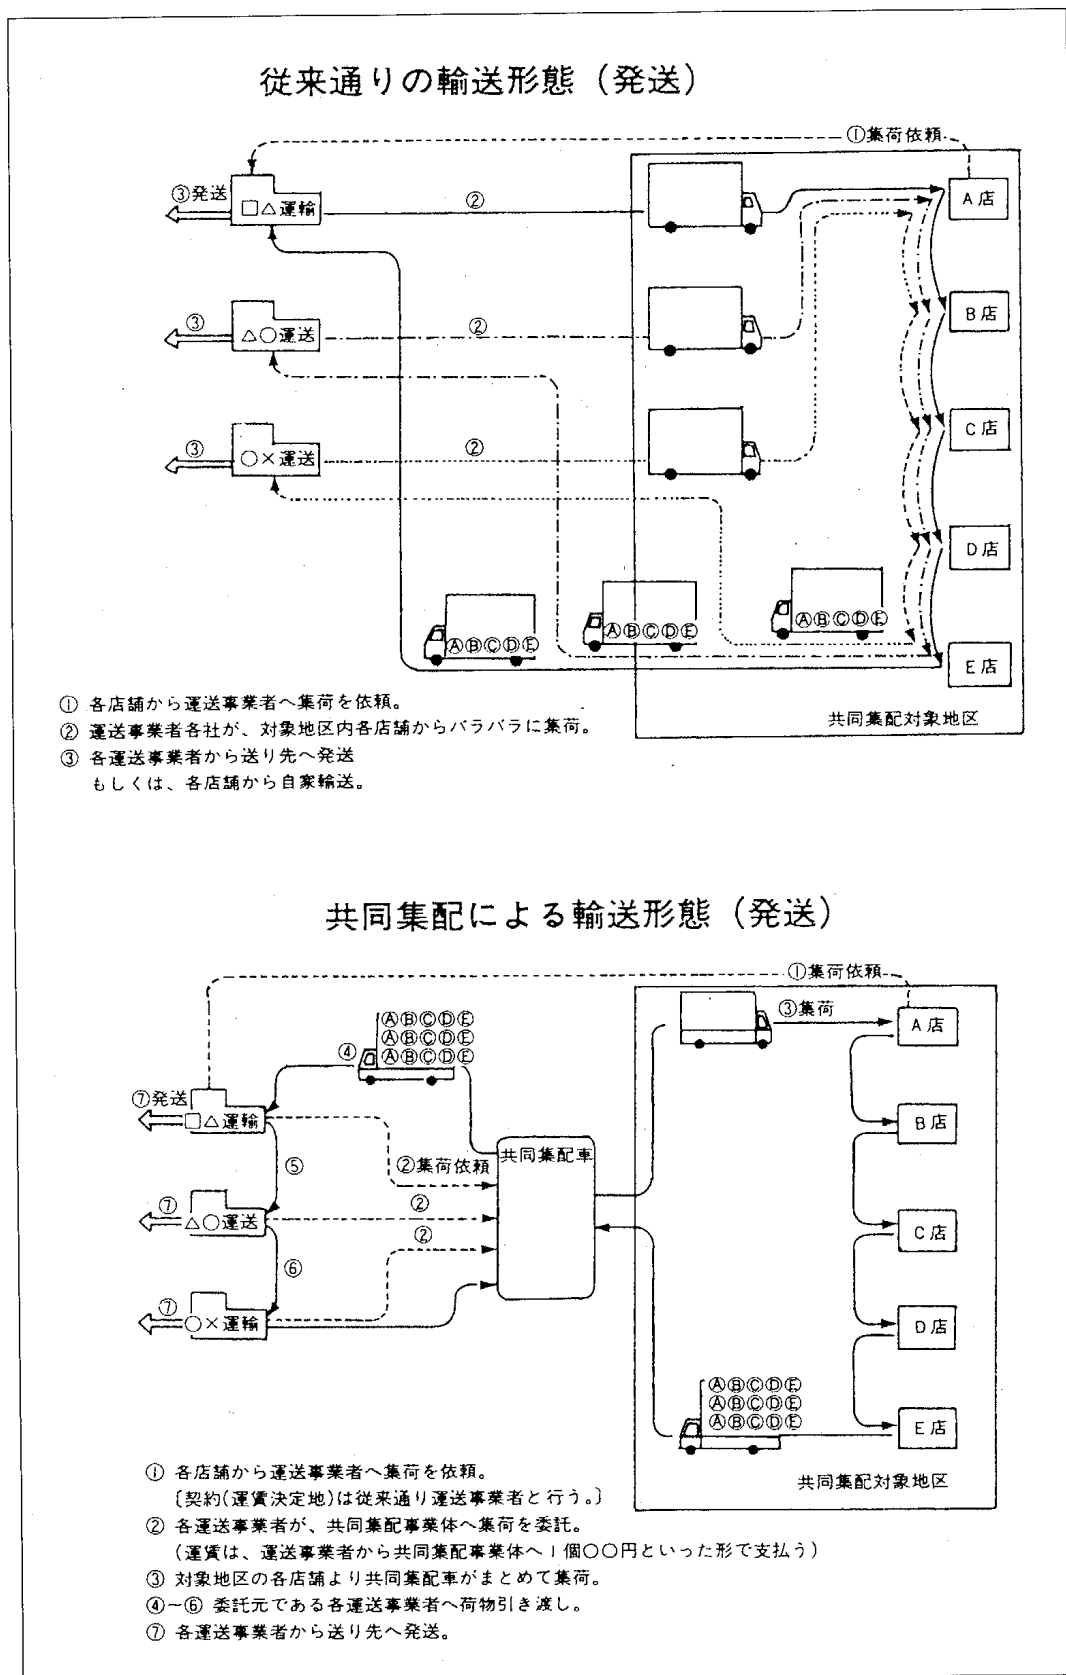 従来通りの輸送形態（発送）
①集荷依頼
③発送
□△運輸
②
A店
③
△○運送
②
B店
③
○×運送
②
C店
D店
ⒶⒷⒸⒹⒺ
ⒶⒷⒸⒹⒺ
ⒶⒷⒸⒹⒺ
E店
共同集配対象地区
① 各店舗から運送事業者へ集荷を依頼。
② 運送事業者各社が、対象地区内各店舗からバラバラに集荷。
③ 各運送事業者から送り先へ発送
もしくは、各店舗から自家輸送。
共同集配による輸送形態（発送）
①集荷依頼
③集荷
A店
ⒶⒷⒸⒹⒺ
ⒶⒷⒸⒹⒺ
ⒶⒷⒸⒹⒺ
④
⑦発送
□△運輸
B店
共同集配車
②集荷依頼
⑤
⑦
△○運送
②
②
C店
⑥
⑦
○×運輸
D店
ⒶⒷⒸⒹⒺ
ⒶⒷⒸⒹⒺ
ⒶⒷⒸⒹⒺ
E店
共同集配対象地区
① 各店舗から運送事業者へ集荷を依頼。
〔契約(運賃決定地)は従来通り運送事業者と行う。〕
② 各運送事業者が、共同集配事業体へ集荷を委託。
（運賃は、運送事業者から共同集配事業体へ１個○○円といった形で支払う）
③ 対象地区の各店舗より共同集配車がまとめて集荷。
④～⑥ 委託元である各運送事業者へ荷物引き渡し。
⑦ 各運送事業者から送り先へ発送。